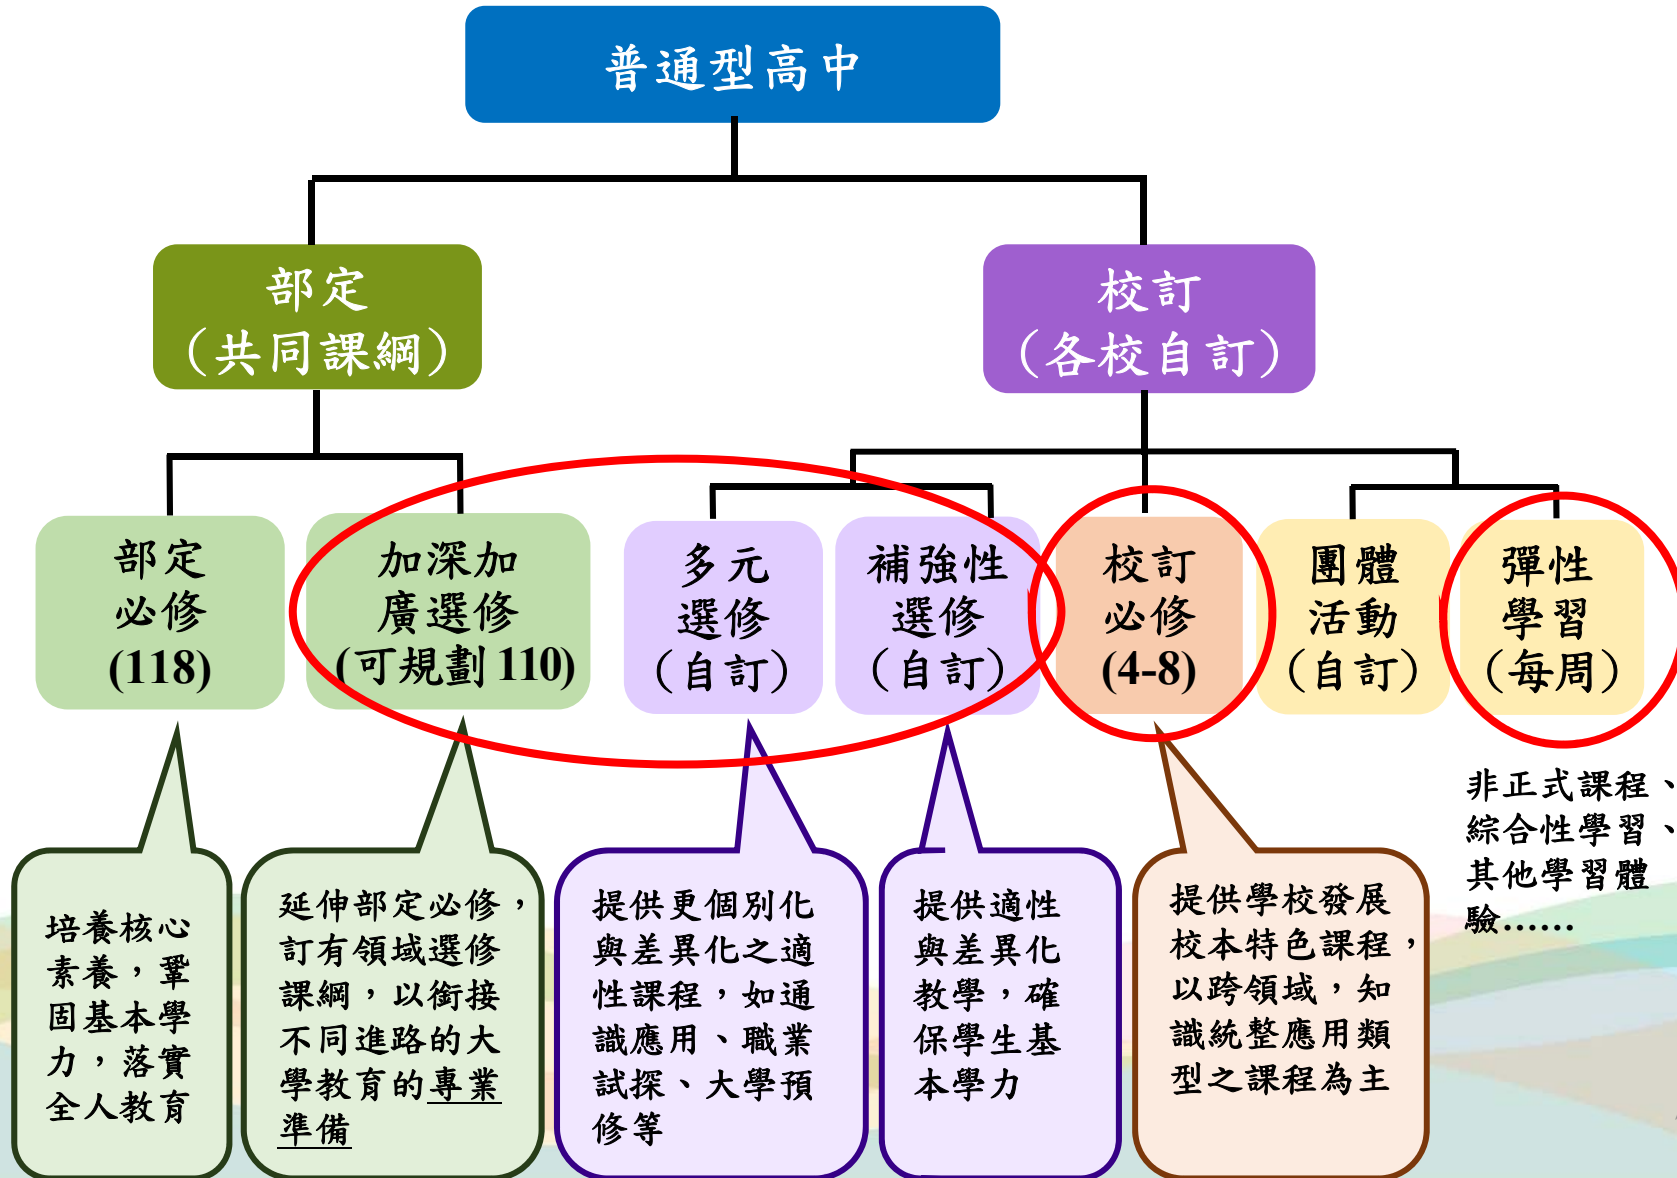 普通型高中
部定
（共同課綱）
校訂
（各校自訂）
部定
必修
(118)
加深加
廣選修
(可規劃110)
多元
選修
（自訂）
補強性
選修
（自訂）
校訂
必修
(4-8)
團體
活動
（自訂）
彈性
學習
（每周）
培養核心
素養，鞏
固基本學
力，落實
全人教育
延伸部定必修，
訂有領域選修
課綱，以銜接
不同進路的大
學教育的專業
準備
提供更個別化
與差異化之適
性課程，如通
識應用、職業
試探、大學預
修等
提供適性
與差異化
教學，確
保學生基
本學力
提供學校發展
校本特色課程，
以跨領域，知
識統整應用類
型之課程為主
非正式課程、
綜合性學習、
其他學習體
驗……